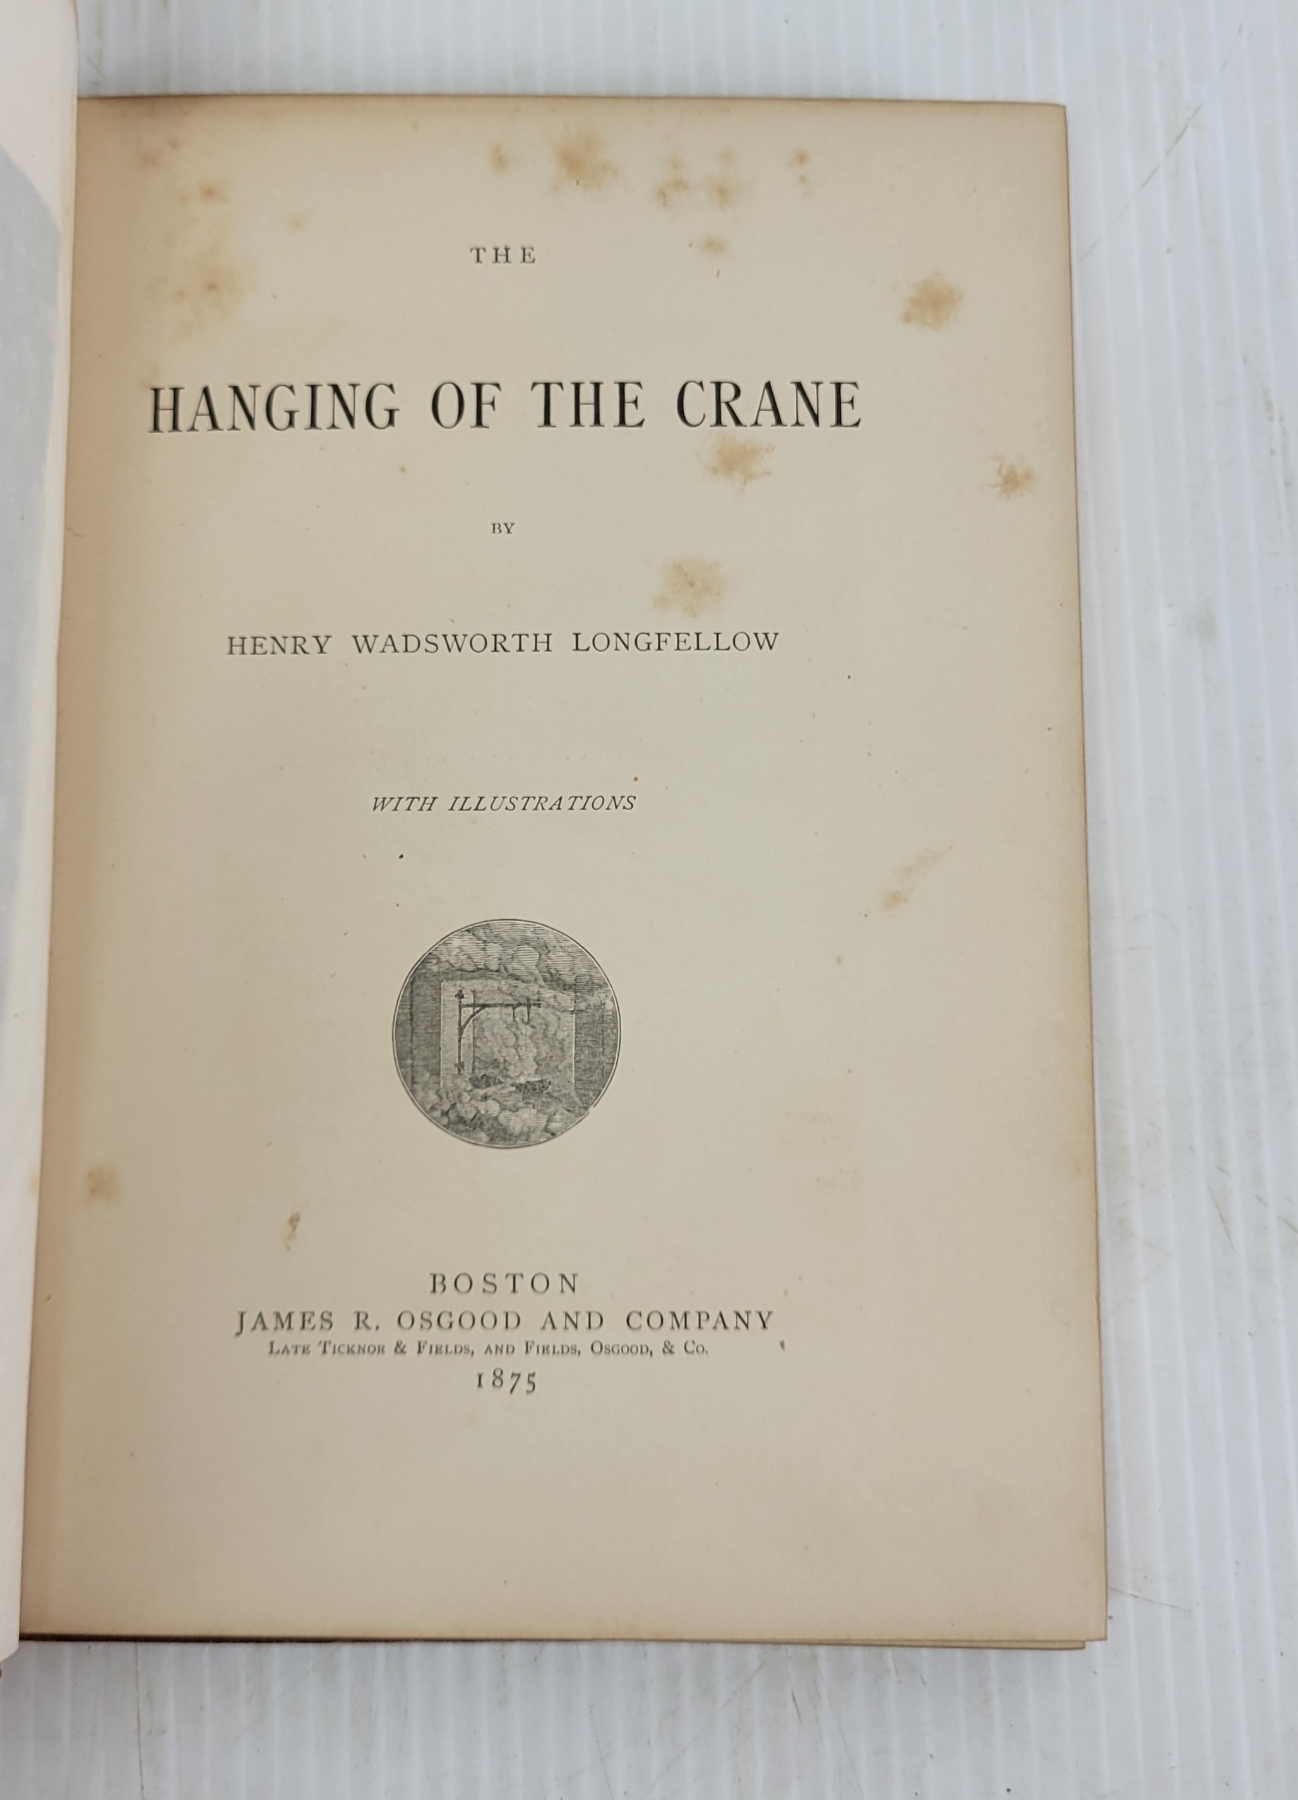 THE
HANGING OF THE CRANE
BY
HENRY WADSWORTH LONGFELLOW
WITH ILLUSTRATIONS
BOSTON
JAMES R. OSGOOD AND COMPANY
LATE TICKNOR & FIELDS, AND FIELDS, OSGOOD, & CO.
1875